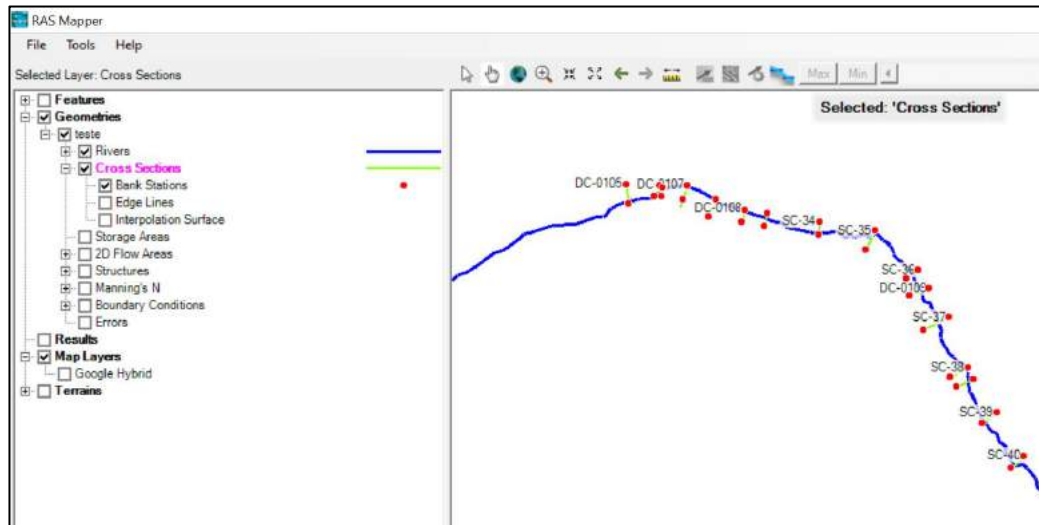 RAS Mapper
File Tools Help
Selected Layer: Cross Sections
Max Min
Features
Geometries
teste
Rivers
Cross Sections
Bank Stations
Edge Lines
Interpolation Surface
Storage Areas
2D Flow Areas
Structures
Manning's N
Boundary Conditions
Errors
Results
Map Layers
Google Hybrid
Terrains
Selected: 'Cross Sections'
DC-0105 DC-0107
DC-0108
SC-34
SC-35
SC-36
DC-0109
SC-37
SC-38
SC-39
SC-40